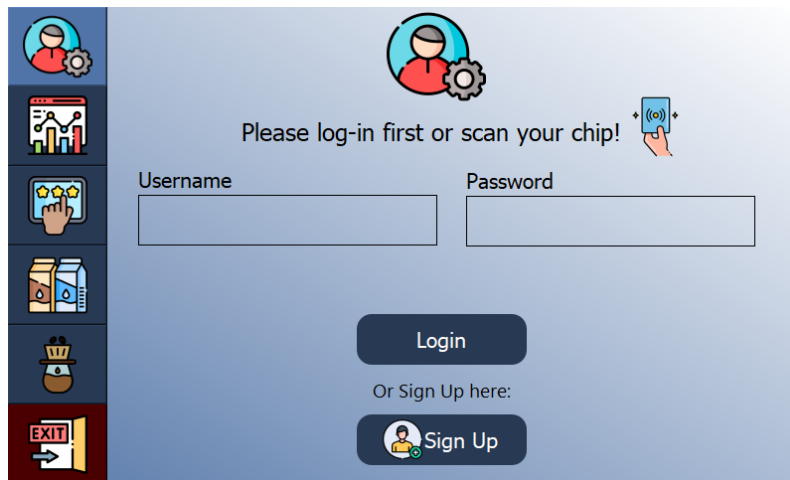 Please log-in first or scan your chip!
Username
Password
Login
Or Sign Up here:
Sign Up
EXIT